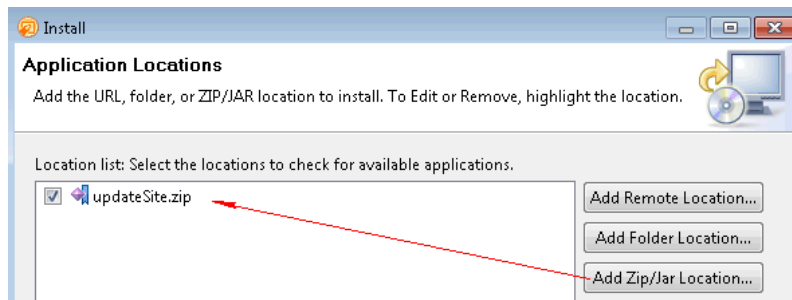 Install
Application Locations
Add the URL, folder, or ZIP/JAR location to install. To Edit or Remove, highlight the location.
Location list: Select the locations to check for available applications.
updateSite.zip
Add Remote Location...
Add Folder Location...
Add Zip/Jar Location...